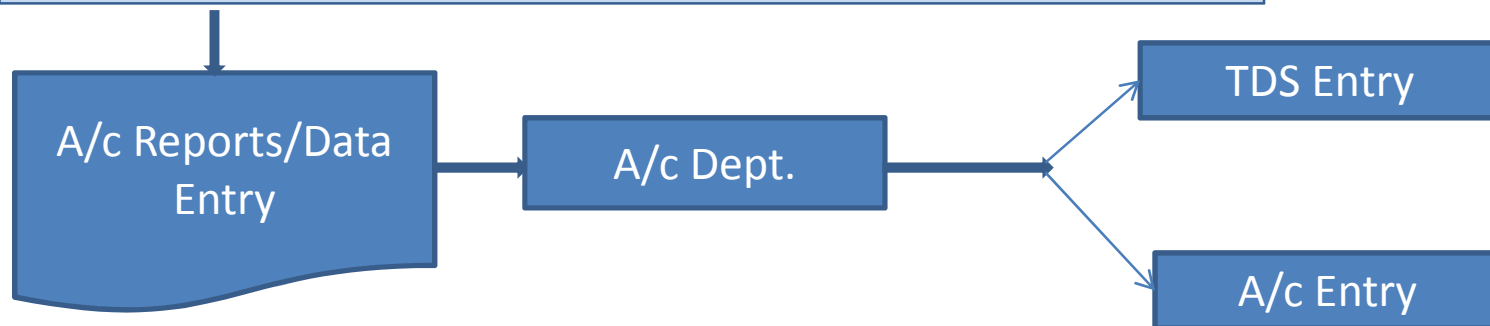 A/c Reports/Data
Entry
A/c Dept.
TDS Entry
A/c Entry